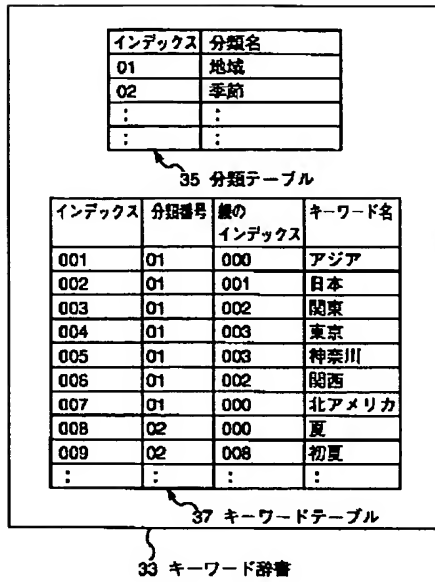 インデックス 分類名
01 地域
02 季節
: :
: :
35 分類テーブル
インデックス 分類番号 親の インデックス キーワード名
001 01 000 アジア
002 01 001 日本
003 01 002 関東
004 01 003 東京
005 01 003 神奈川
006 01 002 関西
007 01 000 北アメリカ
008 02 000 夏
009 02 008 初夏
: : : :
37 キーワードテーブル
33 キーワード辞書